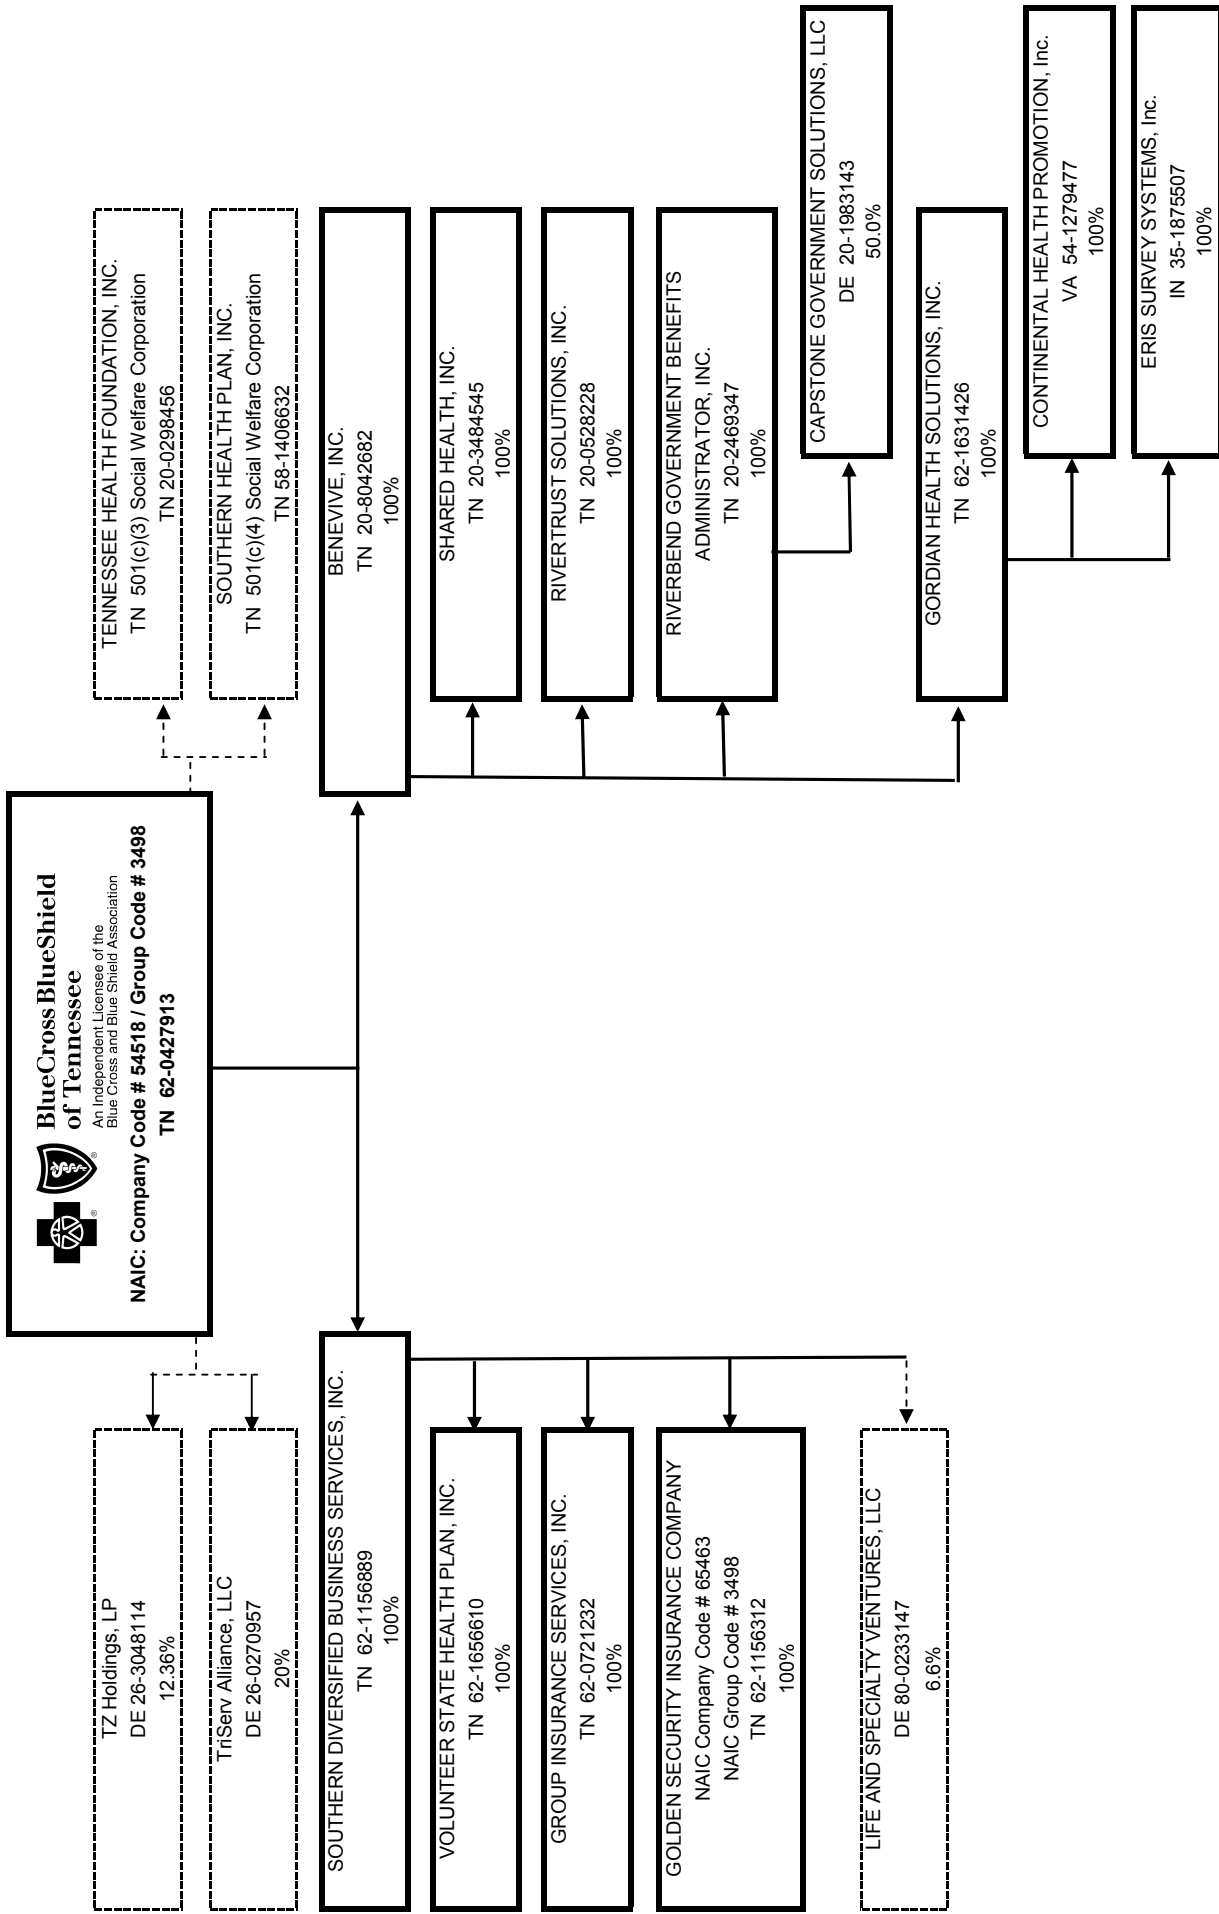 BlueCross BlueShield
of Tennessee
An Independent Licensee of the
Blue Cross and Blue Shield Association
NAIC: Company Code # 54518 / Group Code # 3498
TN 62-0427913
TZ Holdings, LP
DE 26-3048114
12.36%
TriServ Alliance, LLC
DE 26-0270957
20%
TENNESSEE HEALTH FOUNDATION, INC.
TN 501(c)(3) Social Welfare Corporation
TN 20-0298456
SOUTHERN HEALTH PLAN, INC.
TN 501(c)(4) Social Welfare Corporation
TN 58-1406632
SOUTHERN DIVERSIFIED BUSINESS SERVICES, INC.
TN 62-1156889
100%
VOLUNTEER STATE HEALTH PLAN, INC.
TN 62-1656610
100%
GROUP INSURANCE SERVICES, INC.
TN 62-0721232
100%
GOLDEN SECURITY INSURANCE COMPANY
NAIC Company Code # 65463
NAIC Group Code # 3498
TN 62-1156312
100%
LIFE AND SPECIALTY VENTURES, LLC
DE 80-0233147
6.6%
BENEVIVE, INC.
TN 20-8042682
100%
SHARED HEALTH, INC.
TN 20-3484545
100%
RIVERTRUST SOLUTIONS, INC.
TN 20-0528228
100%
RIVERBEND GOVERNMENT BENEFITS
ADMINISTRATOR, INC.
TN 20-2469347
100%
CAPSTONE GOVERNMENT SOLUTIONS, LLC
DE 20-1983143
50.0%
GORDIAN HEALTH SOLUTIONS, INC.
TN 62-1631426
100%
CONTINENTAL HEALTH PROMOTION, Inc.
VA 54-1279477
100%
ERIS SURVEY SYSTEMS, Inc.
IN 35-1875507
100%